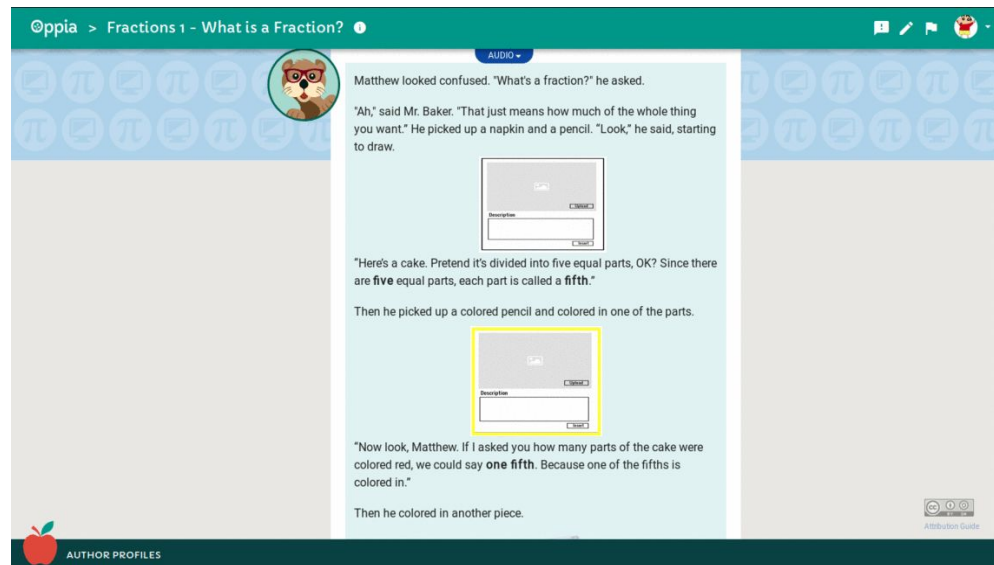 Oppia > Fractions 1 - What is a Fraction?
AUDIO
Matthew looked confused. "What's a fraction?" he asked.
"Ah," said Mr. Baker. "That just means how much of the whole thing
you want." He picked up a napkin and a pencil. “Look,” he said, starting
to draw.
Upload
Description
Insert
“Here's a cake. Pretend it's divided into five equal parts, OK? Since there
are five equal parts, each part is called a fifth.”
Then he picked up a colored pencil and colored in one of the parts.
Upload
Description
Insert
“Now look, Matthew. If I asked you how many parts of the cake were
colored red, we could say one fifth. Because one of the fifths is
colored in.”
Then he colored in another piece.
Attribution Guide
AUTHOR PROFILES